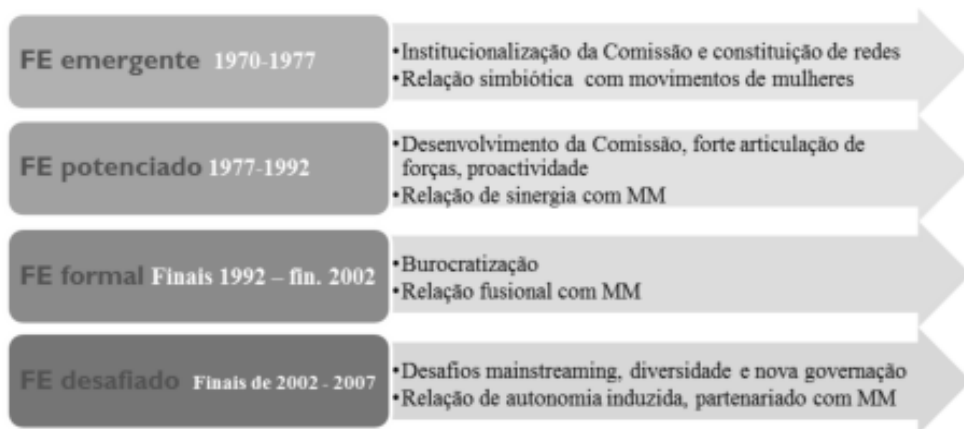 FE emergente 1970-1977
•Institucionalização da Comissão e constituição de redes
•Relação simbiótica com movimentos de mulheres
FE potenciado 1977-1992
•Desenvolvimento da Comissão, forte articulação de
forças, proactividade
•Relação de sinergia com MM
FE formal Finais 1992 – fin. 2002
•Burocratização
•Relação fusional com MM
FE desafiado Finais de 2002 - 2007
•Desafios mainstreaming, diversidade e nova governação
•Relação de autonomia induzida, partenariado com MM